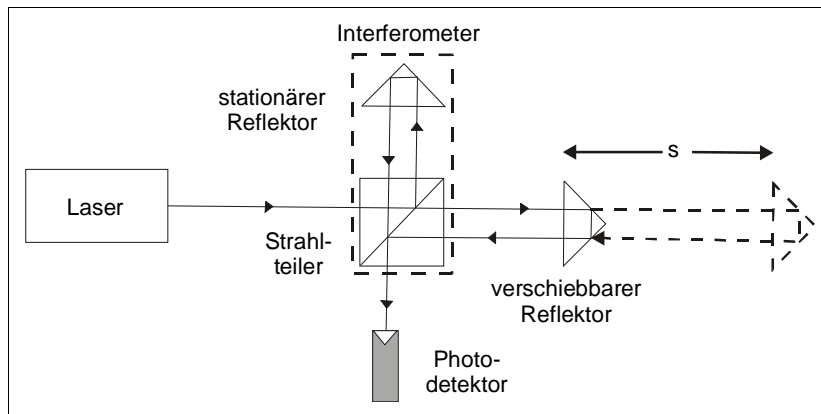 Interferometer
stationärer
Reflektor
s
Laser
Strahl-
teiler
verschiebbarer
Reflektor
Photo-
detektor